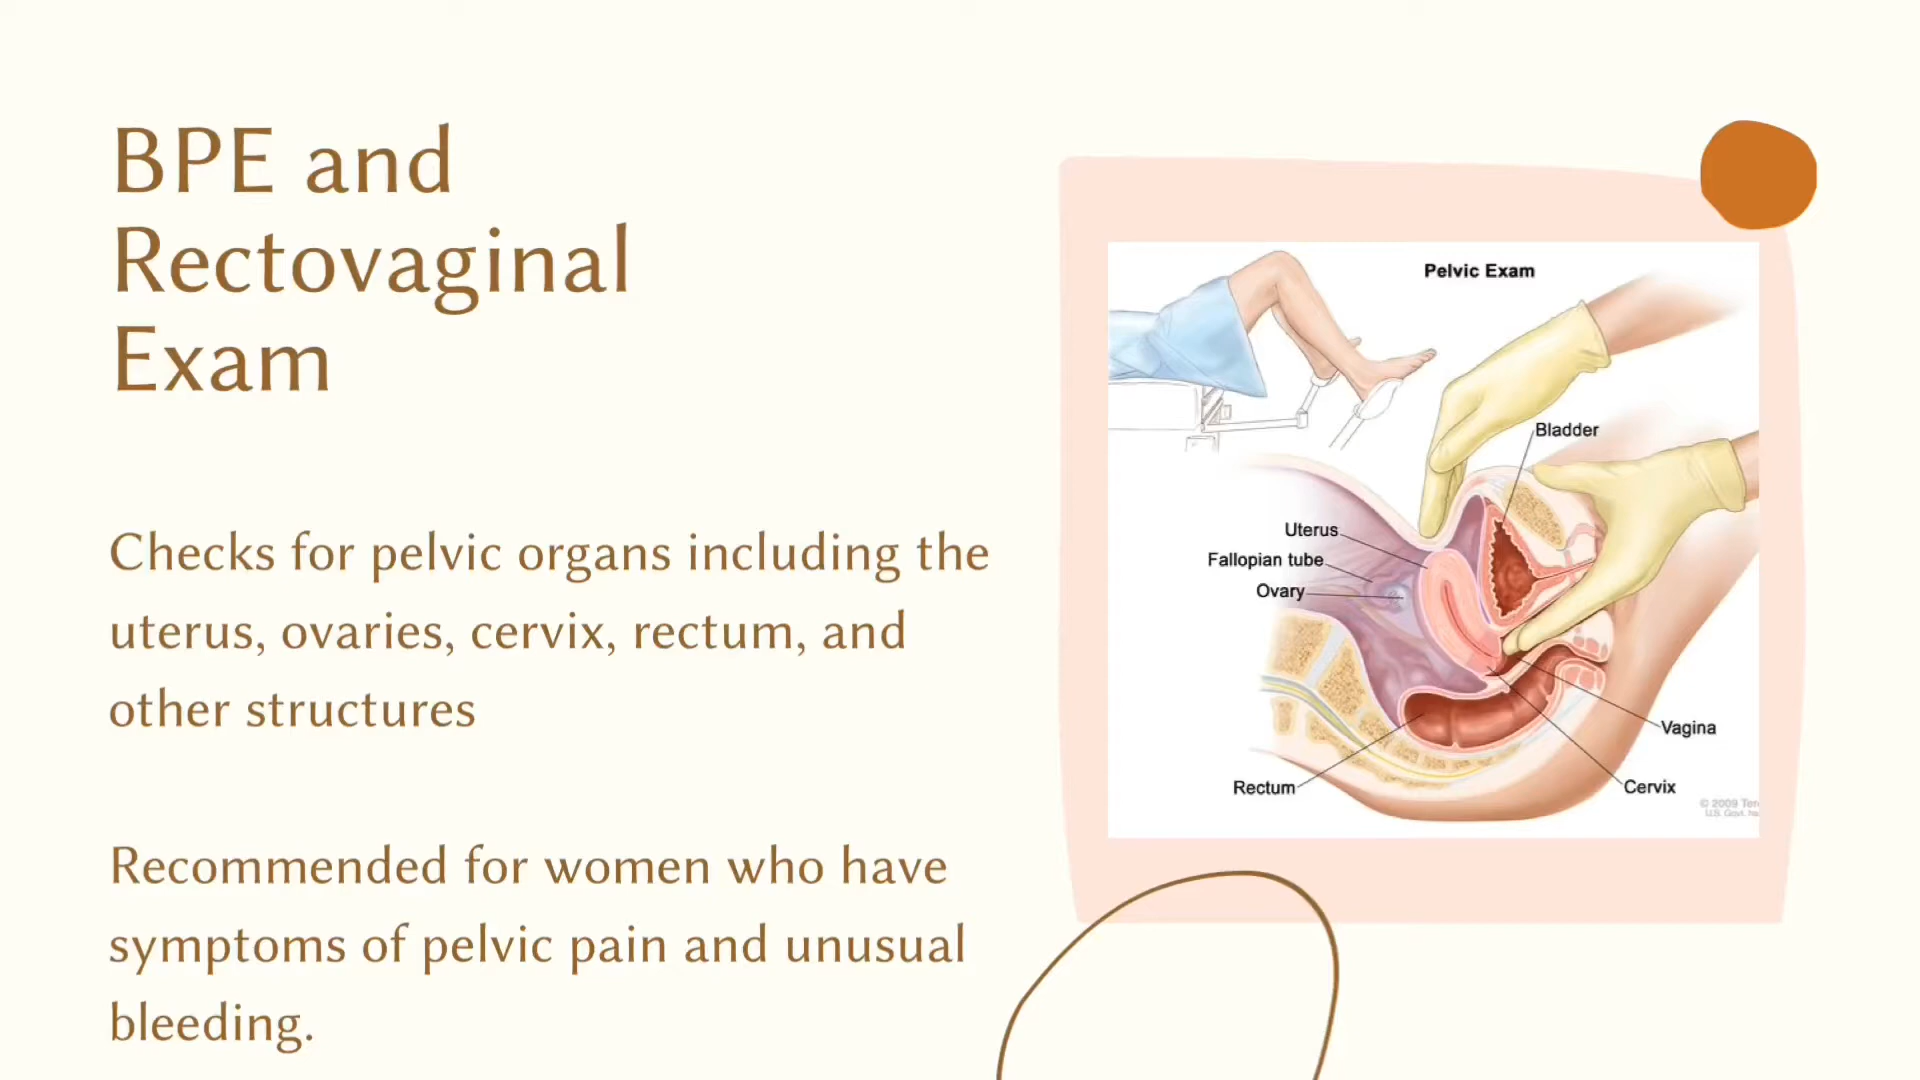 BPE and
Rectovaginal
Exam
Checks for pelvic organs including the
uterus, ovaries, cervix, rectum, and
other structures
Recommended for women who have
symptoms of pelvic pain and unusual
bleeding.
Pelvic Exam
Bladder
Uterus
Fallopian tube
Ovary
Vagina
Rectum
Cervix
© 2009
U.S. Govt.